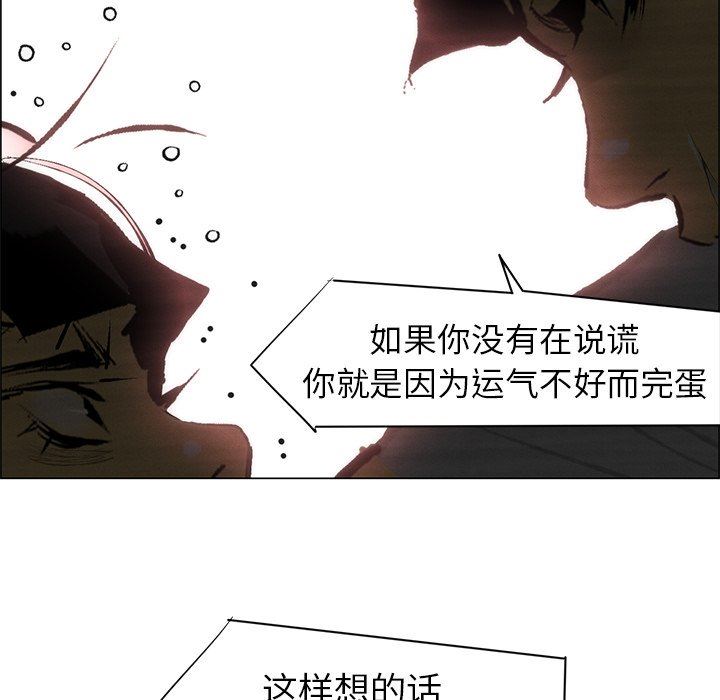 如果你没有在说谎
你就是因为运气不好而完蛋
这样想的话